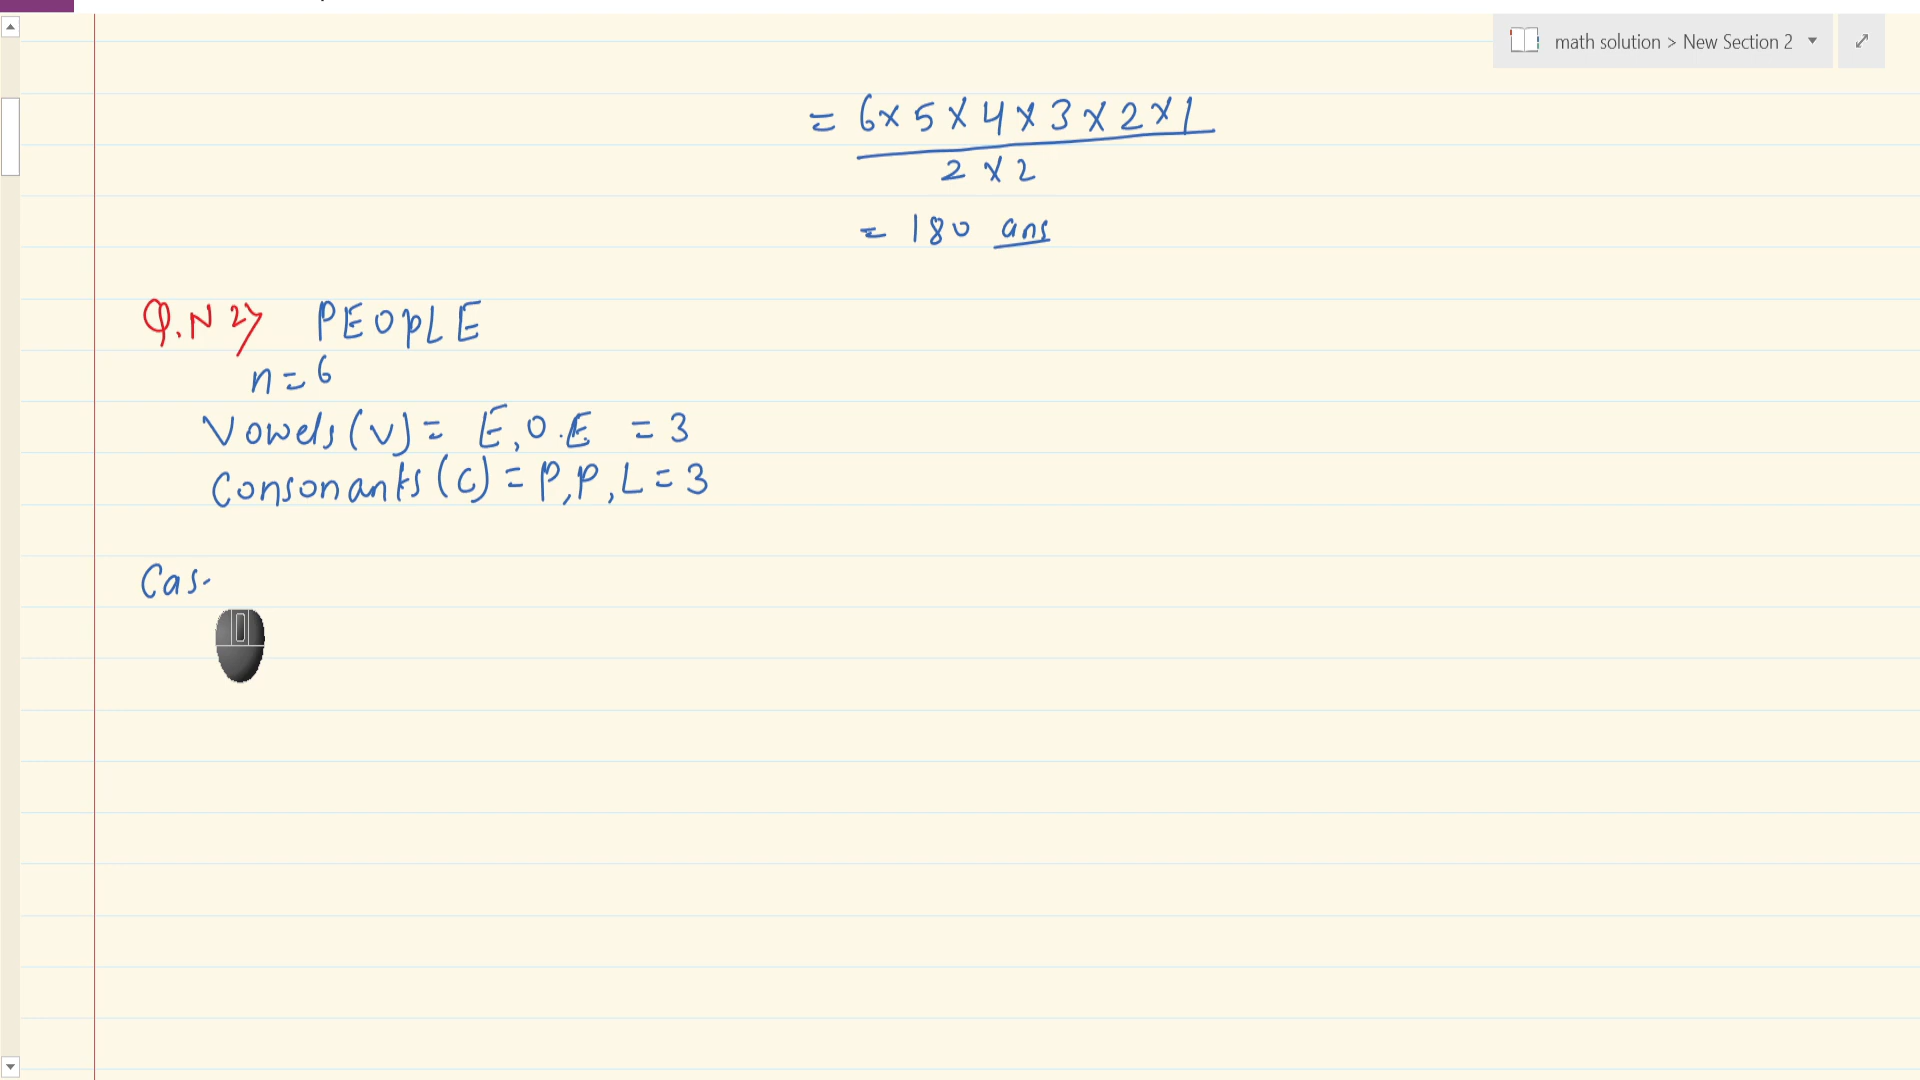 math solution > New Section 2
= 6 x 5 x 4 x 3 x 2 x 1
2 x 2
= 180 ans
Q.N 2) PEOPLE
n = 6
Vowels (v) = E, O. E = 3
Consonants (c) = P, P, L = 3
Cas